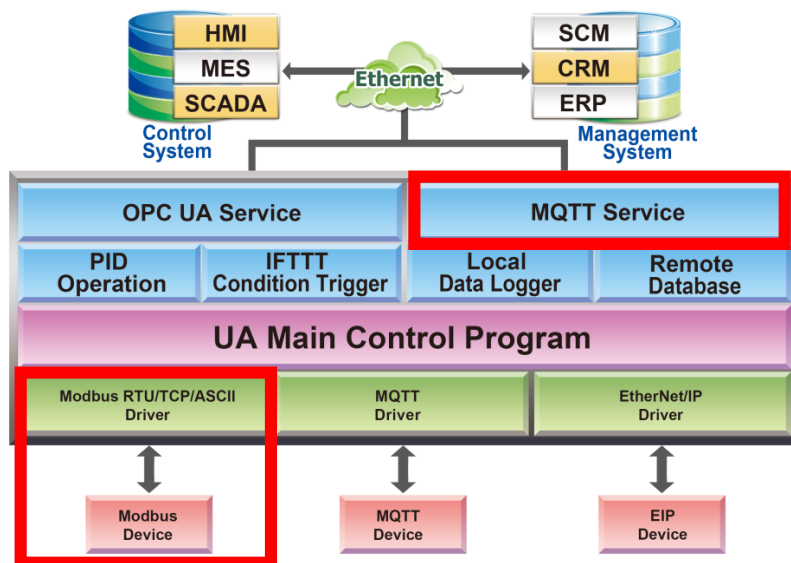 HMI
MES
SCADA
Control
System
Ethernet
SCM
CRM
ERP
Management
System
OPC UA Service
MQTT Service
PID
Operation
IFTTT
Condition Trigger
Local
Data Logger
Remote
Database
UA Main Control Program
Modbus RTU/TCP/ASCII
Driver
MQTT
Driver
EtherNet/IP
Driver
Modbus
Device
MQTT
Device
EIP
Device